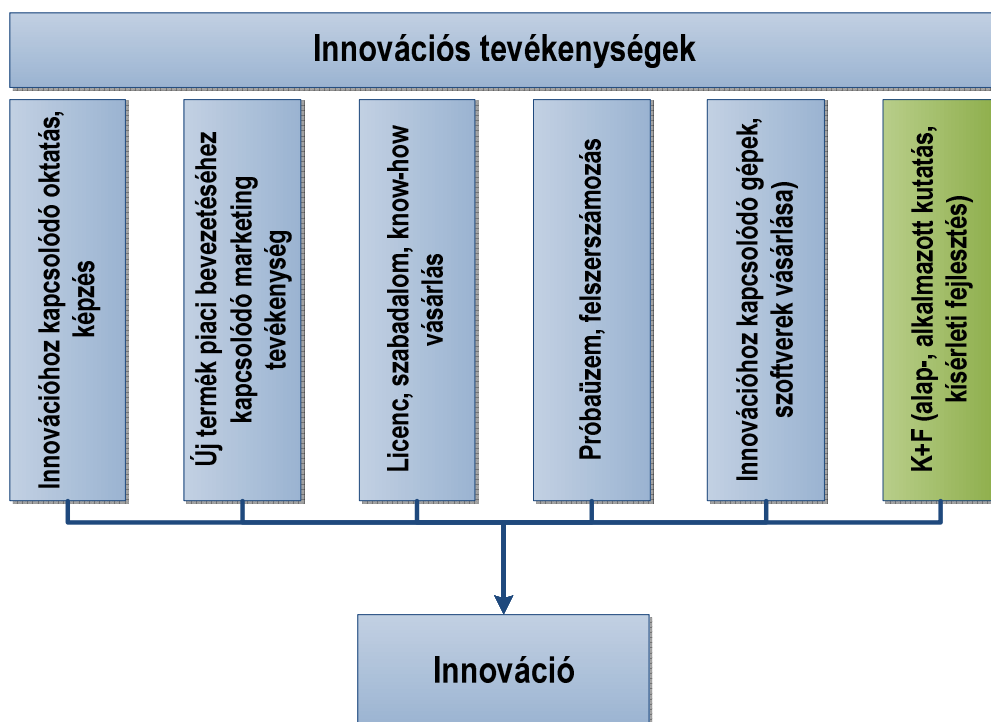 Innovációs tevékenységek
Innovációhoz kapcsolódó oktatás,
képzés
Új termék piaci bevezetéséhez
kapcsolódó marketing
tevékenység
Licenc, szabadalom, know-how
vásárlás
Próbaüzem, felszerszámozás
Innovációhoz kapcsolódó gépek,
szoftverek vásárlása)
K+F (alap-, alkalmazott kutatás,
kísérleti fejlesztés)
Innováció